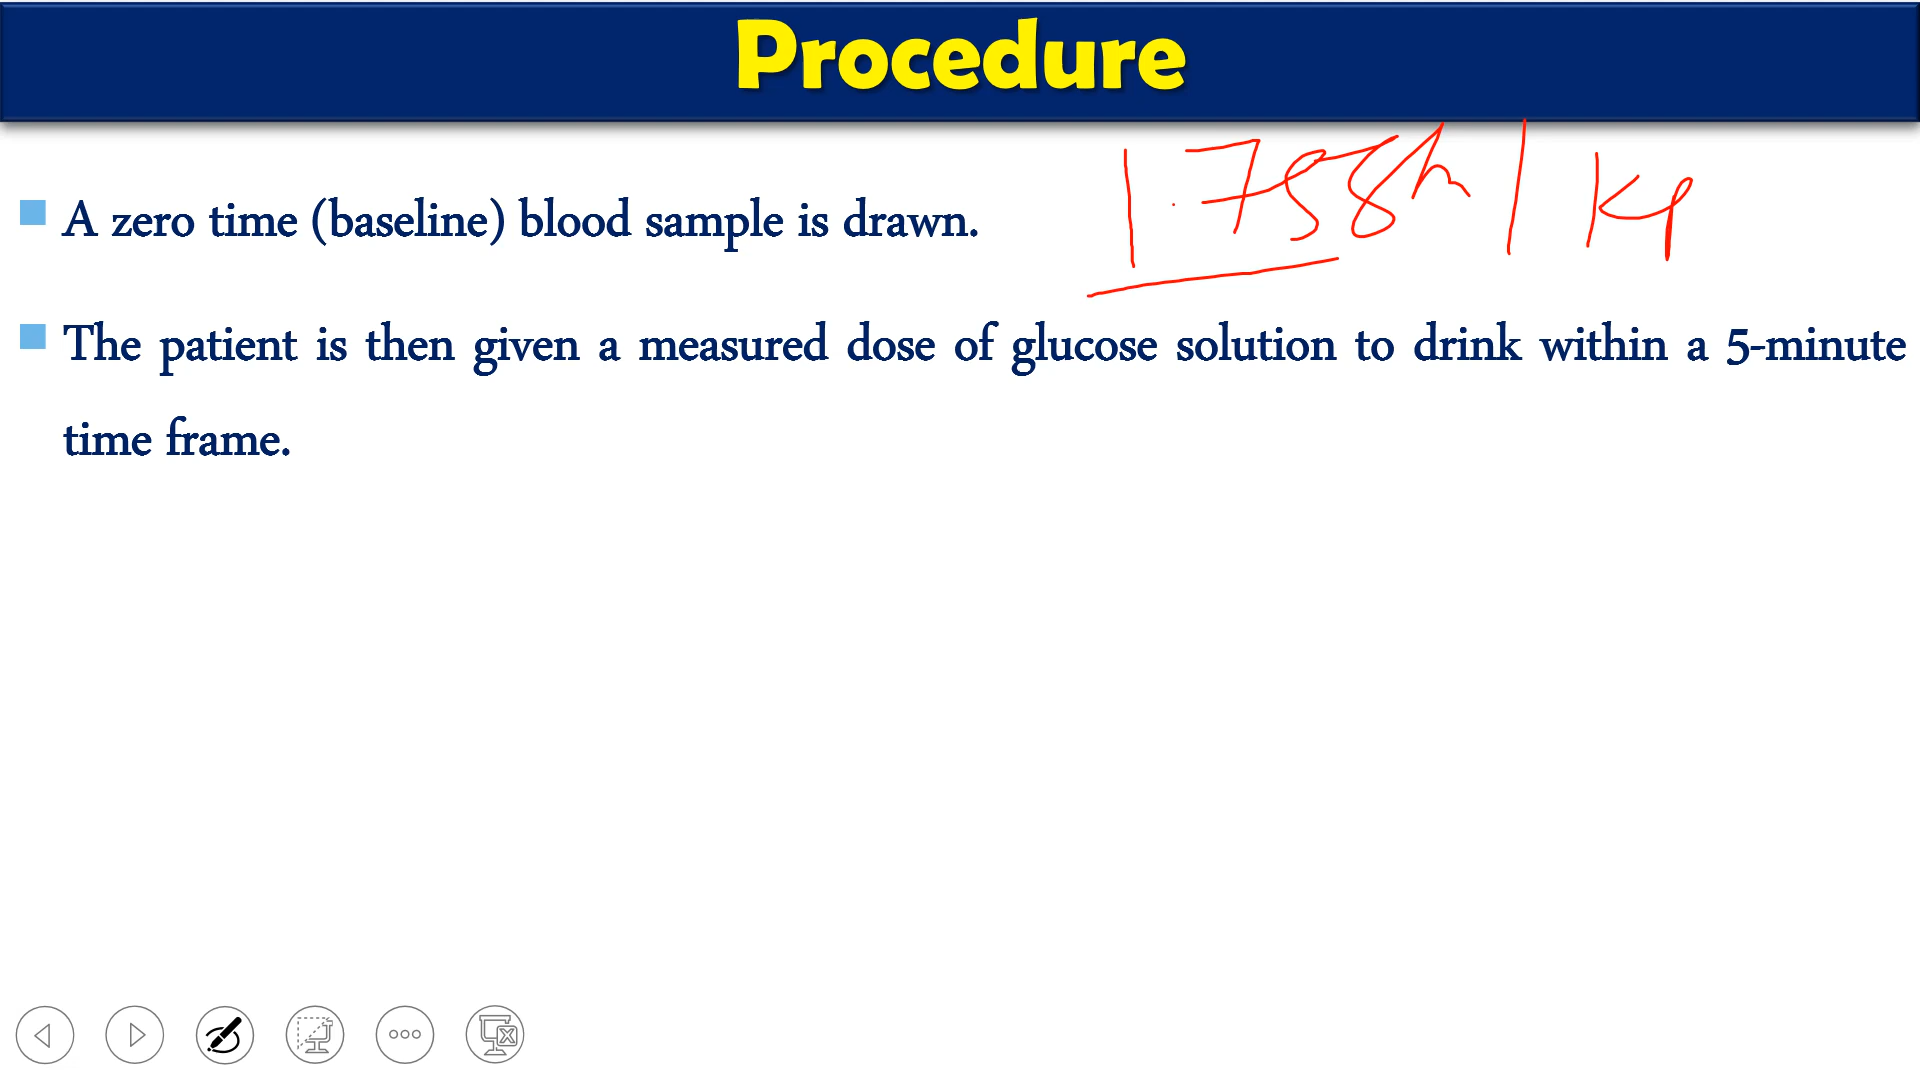 Procedure
A zero time (baseline) blood sample is drawn.
1.75 / kg
The patient is then given a measured dose of glucose solution to drink within a 5-minute
time frame.